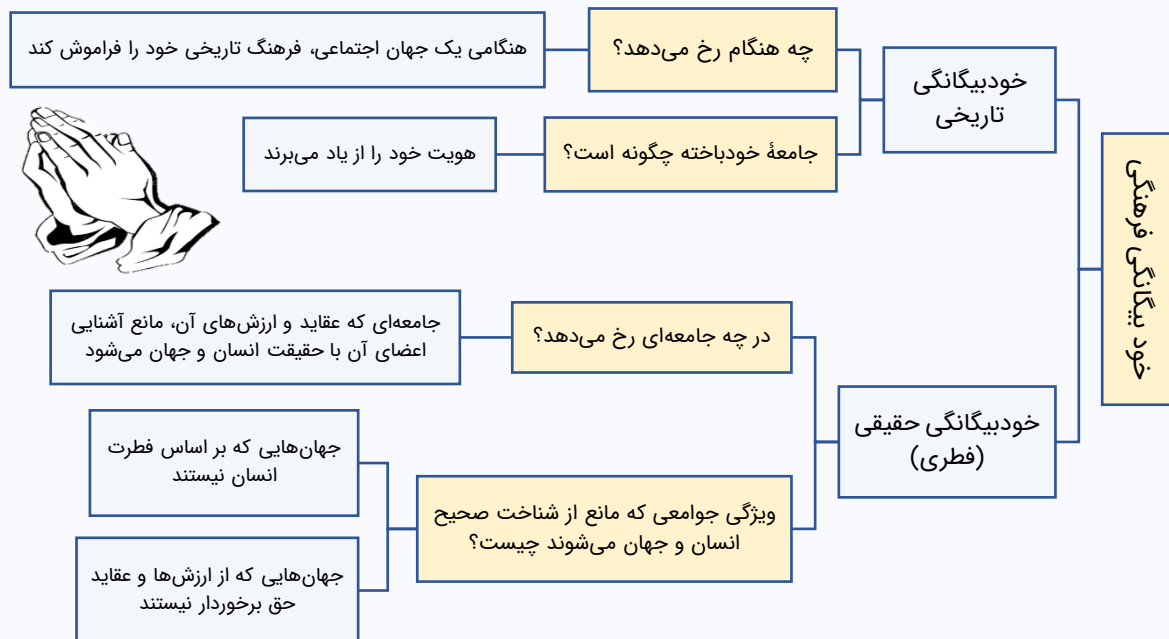 خود بیگانگی فرهنگی
خودبیگانگی
تاریخی
چه هنگام رخ می‌دهد؟
هنگامی یک جهان اجتماعی، فرهنگ تاریخی خود را فراموش کند
جامعهٔ خودباخته چگونه است؟
هویت خود را از یاد می‌برند
خودبیگانگی حقیقی
(فطری)
در چه جامعه‌ای رخ می‌دهد؟
جامعه‌ای که عقاید و ارزش‌های آن، مانع آشنایی
اعضای آن با حقیقت انسان و جهان می‌شود
ویژگی جوامعی که مانع از شناخت صحیح
انسان و جهان می‌شوند چیست؟
جهان‌هایی که بر اساس فطرت
انسان نیستند
جهان‌هایی که از ارزش‌ها و عقاید
حق برخوردار نیستند